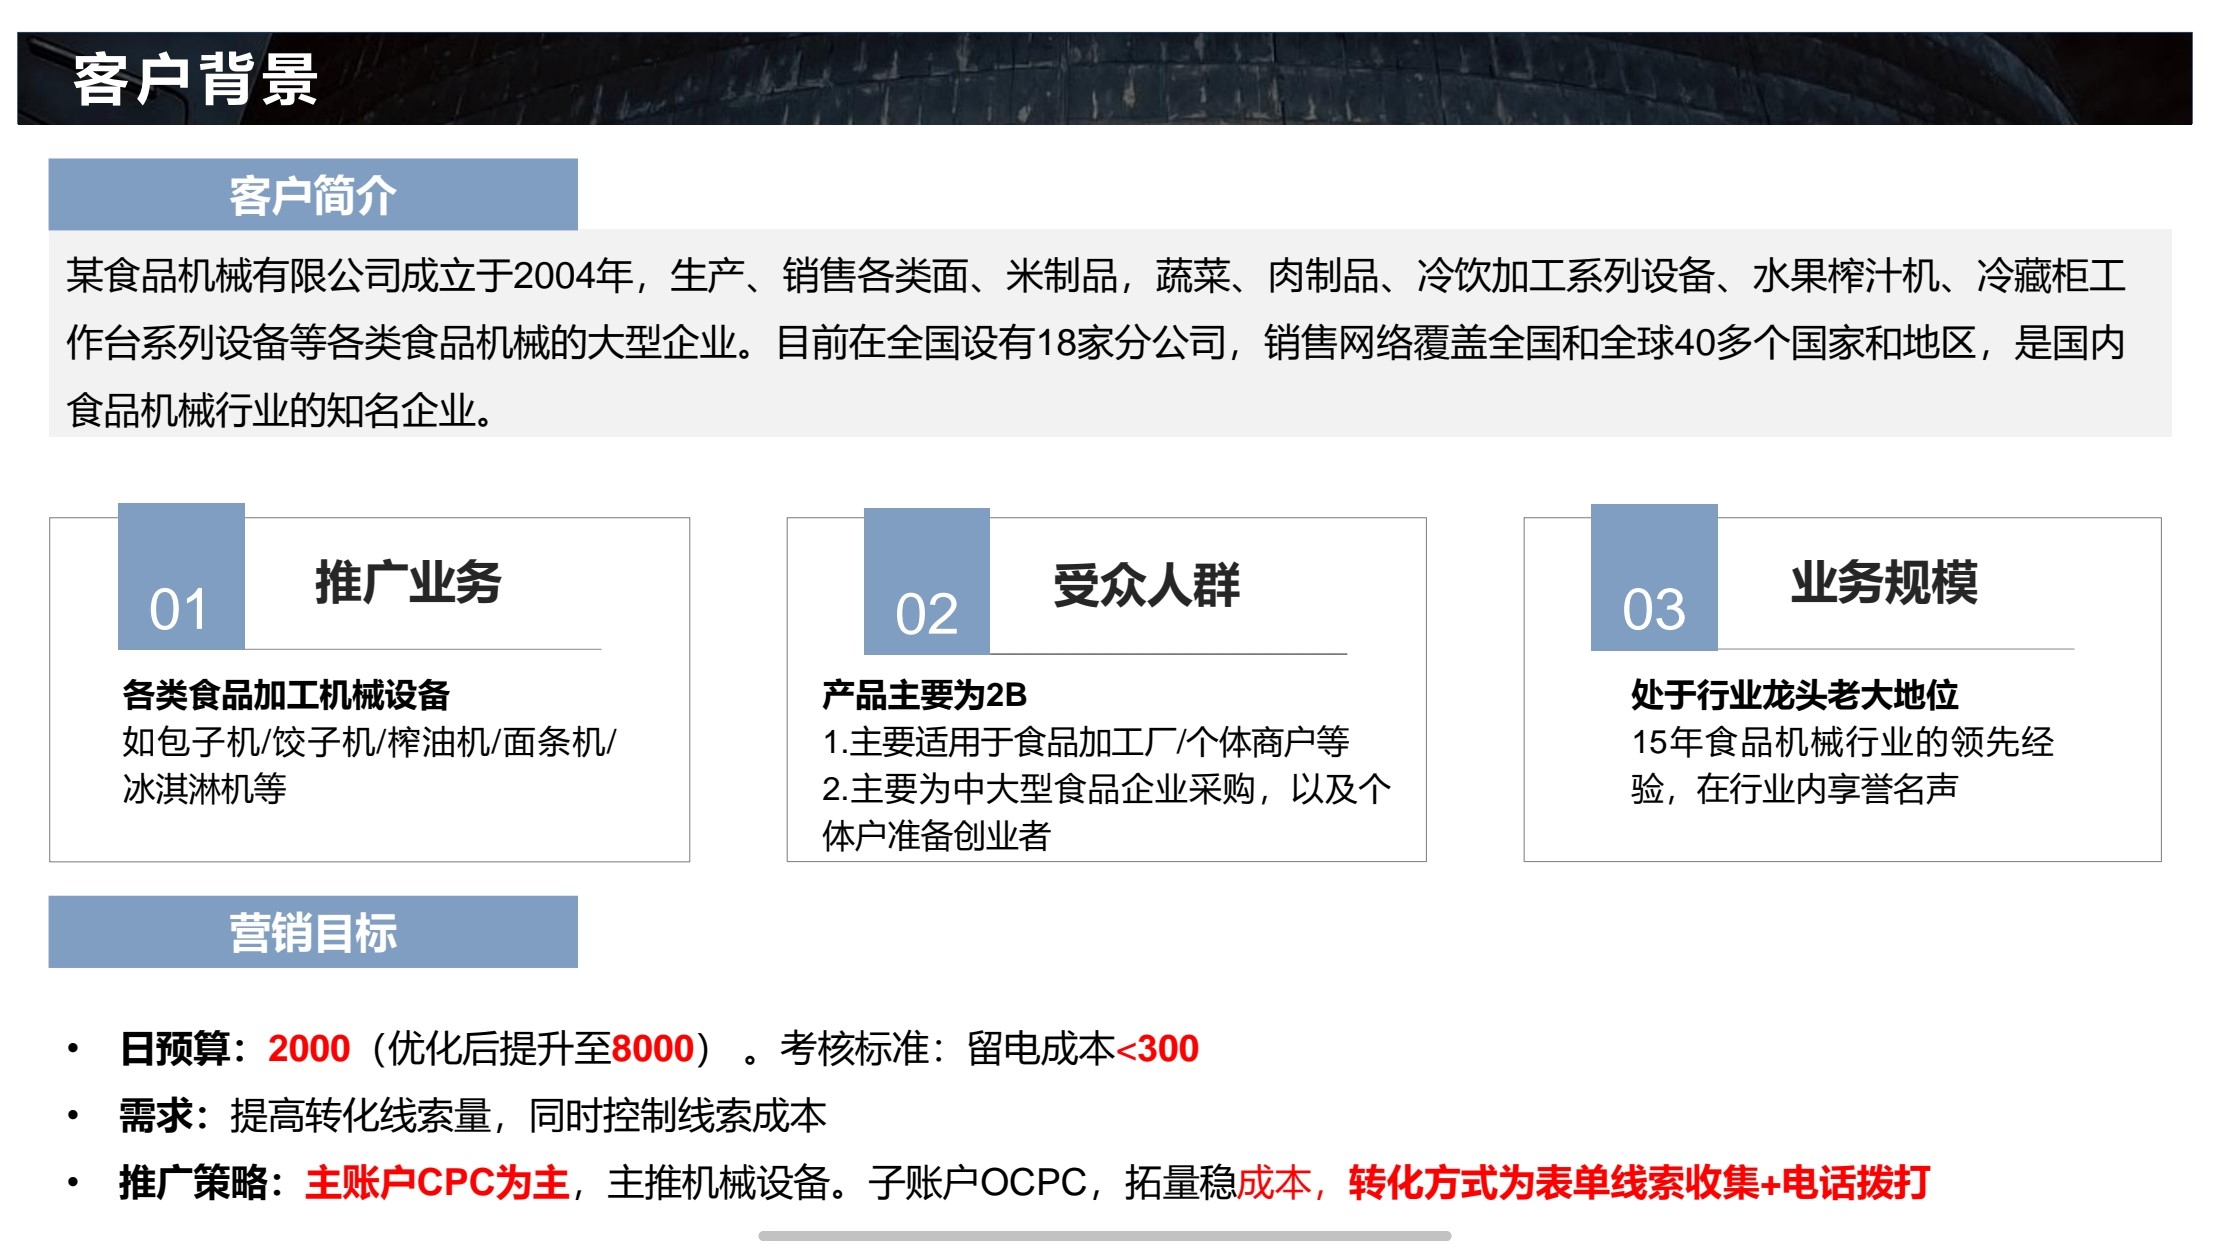 客户背景
客户简介
某食品机械有限公司成立于2004年，生产、销售各类面、米制品，蔬菜、肉制品、冷饮加工系列设备、水果榨汁机、冷藏柜工
作台系列设备等各类食品机械的大型企业。目前在全国设有18家分公司，销售网络覆盖全国和全球40多个国家和地区，是国内
食品机械行业的知名企业。
01
推广业务
各类食品加工机械设备
如包子机/饺子机/榨油机/面条机/
冰淇淋机等
02
受众人群
产品主要为2B
1.主要适用于食品加工厂/个体商户等
2.主要为中大型食品企业采购，以及个
体户准备创业者
03
业务规模
处于行业龙头老大地位
15年食品机械行业的领先经
验，在行业内享誉名声
营销目标
• 日预算：2000（优化后提升至8000） 。考核标准：留电成本<300
• 需求：提高转化线索量，同时控制线索成本
• 推广策略：主账户CPC为主，主推机械设备。子账户OCPC，拓量稳成本，转化方式为表单线索收集+电话拨打